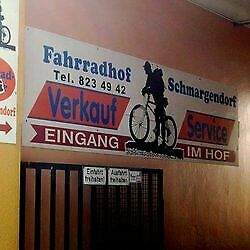 Fahrradhof
Tel. 823 49 42
Schmargendorf
Verkauf
Service
EINGANG IM HOF
Einfahrt
freihalten!
Ausfahrt
freihalten!